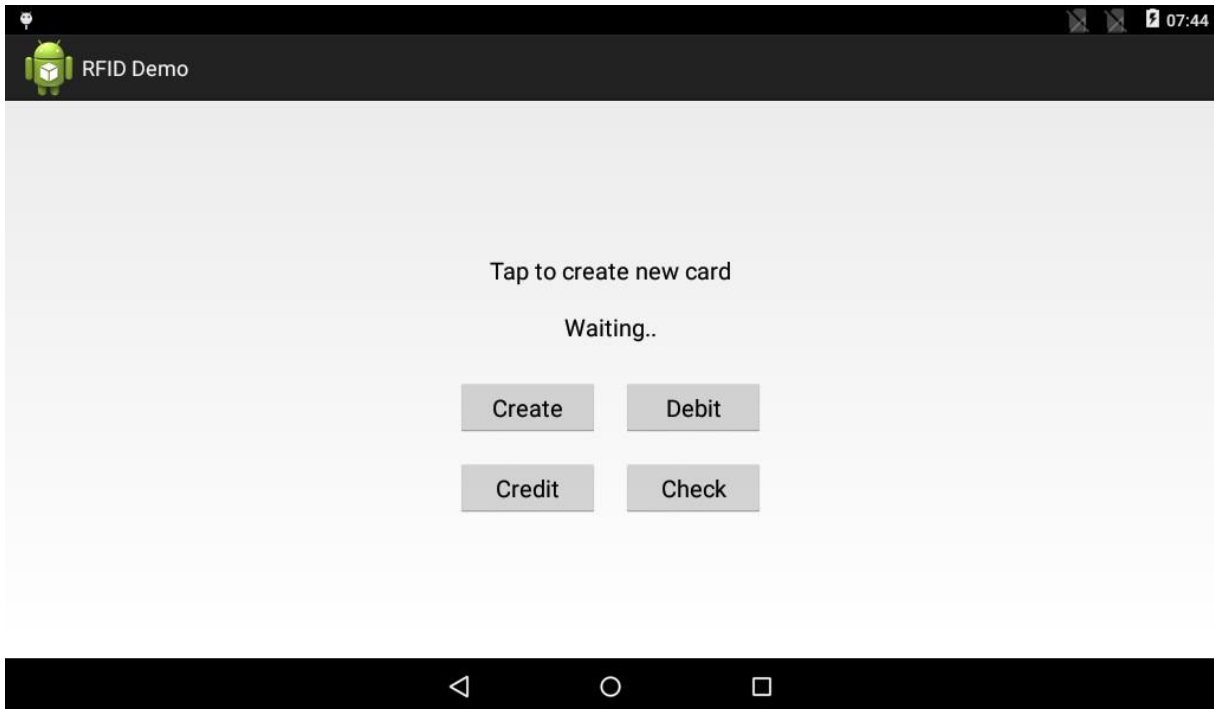 07:44
RFID Demo
Tap to create new card
Waiting..
Create Debit
Credit Check